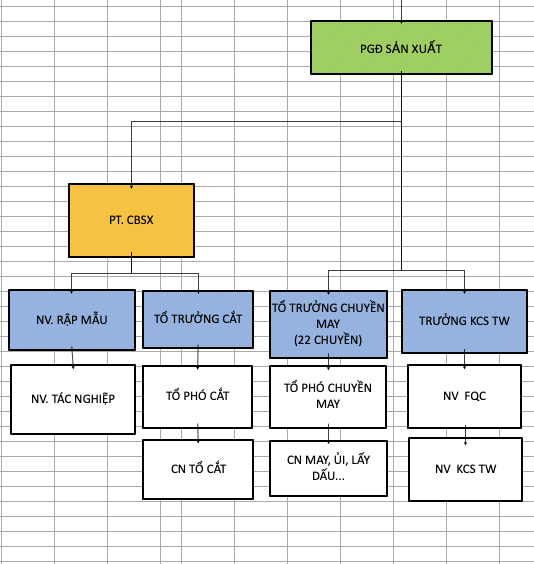 PGĐ SẢN XUẤT
PT. CBSX
NV. RẬP MẪU
TỔ TRƯỞNG CẮT
TỔ TRƯỞNG CHUYỀN
MAY
(22 CHUYỀN)
TRƯỞNG KCS TW
NV. TÁC NGHIỆP
TỔ PHÓ CẮT
TỔ PHÓ CHUYỀN
MAY
NV  FQC
CN TỔ CẮT
CN MAY, ỦI, LẤY
DẤU...
NV  KCS TW